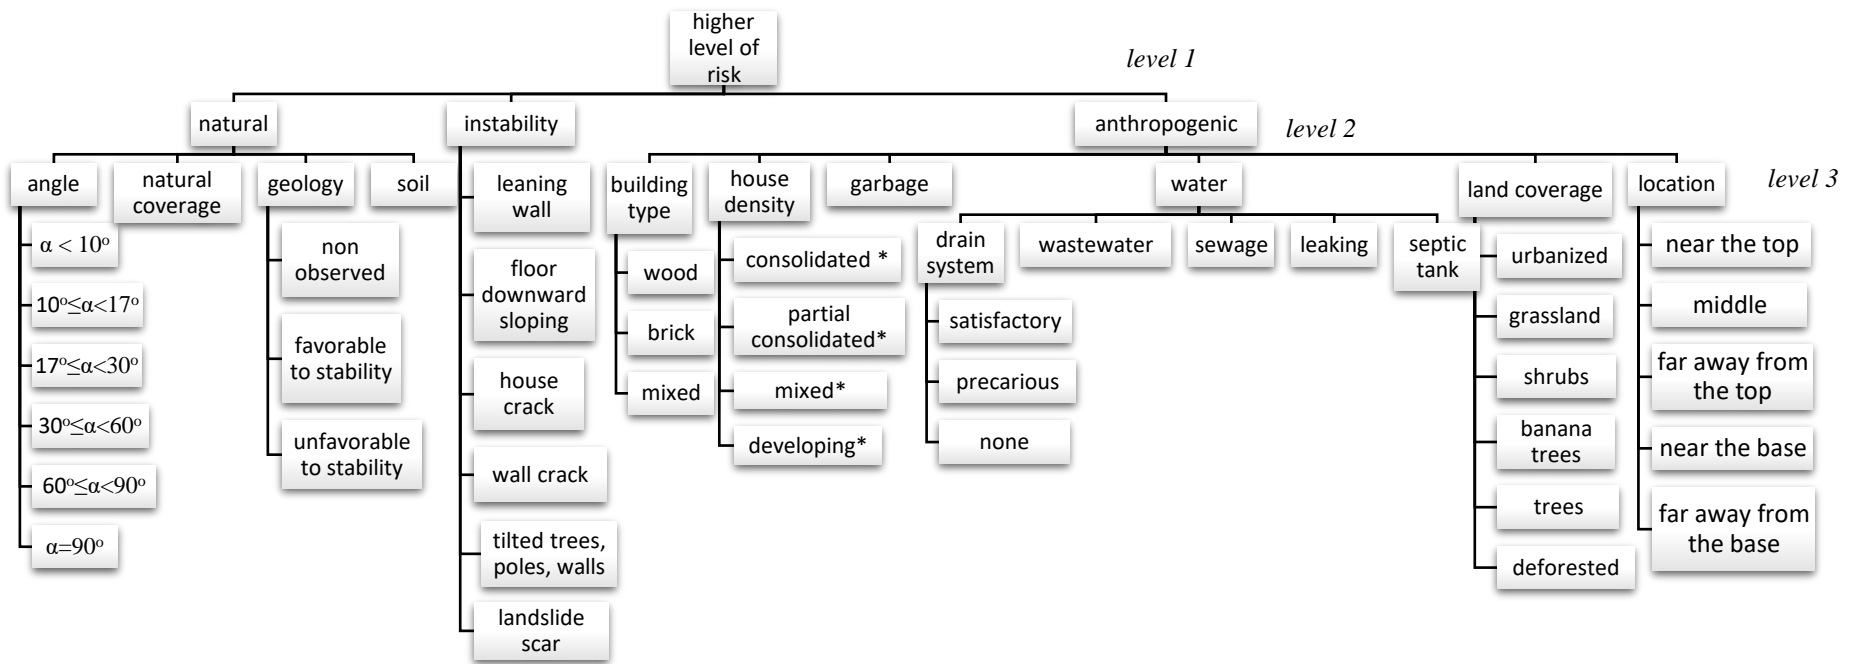 higher
level of
risk
level 1
natural
instability
anthropogenic
level 2
angle
natural
coverage
geology
soil
leaning
wall
building
type
house
density
garbage
water
land coverage
location
level 3
α < 10º
10º≤α<17º
17º≤α<30º
30º≤α<60º
60º≤α<90º
α=90º
non
observed
favorable
to stability
unfavorable
to stability
floor
downward
sloping
house
crack
wall crack
tilted trees,
poles, walls
landslide
scar
wood
brick
mixed
consolidated *
partial
consolidated*
mixed*
developing*
drain
system
wastewater
sewage
leaking
septic
tank
satisfactory
precarious
none
urbanized
grassland
shrubs
banana
trees
trees
deforested
near the top
middle
far away from
the top
near the base
far away from
the base